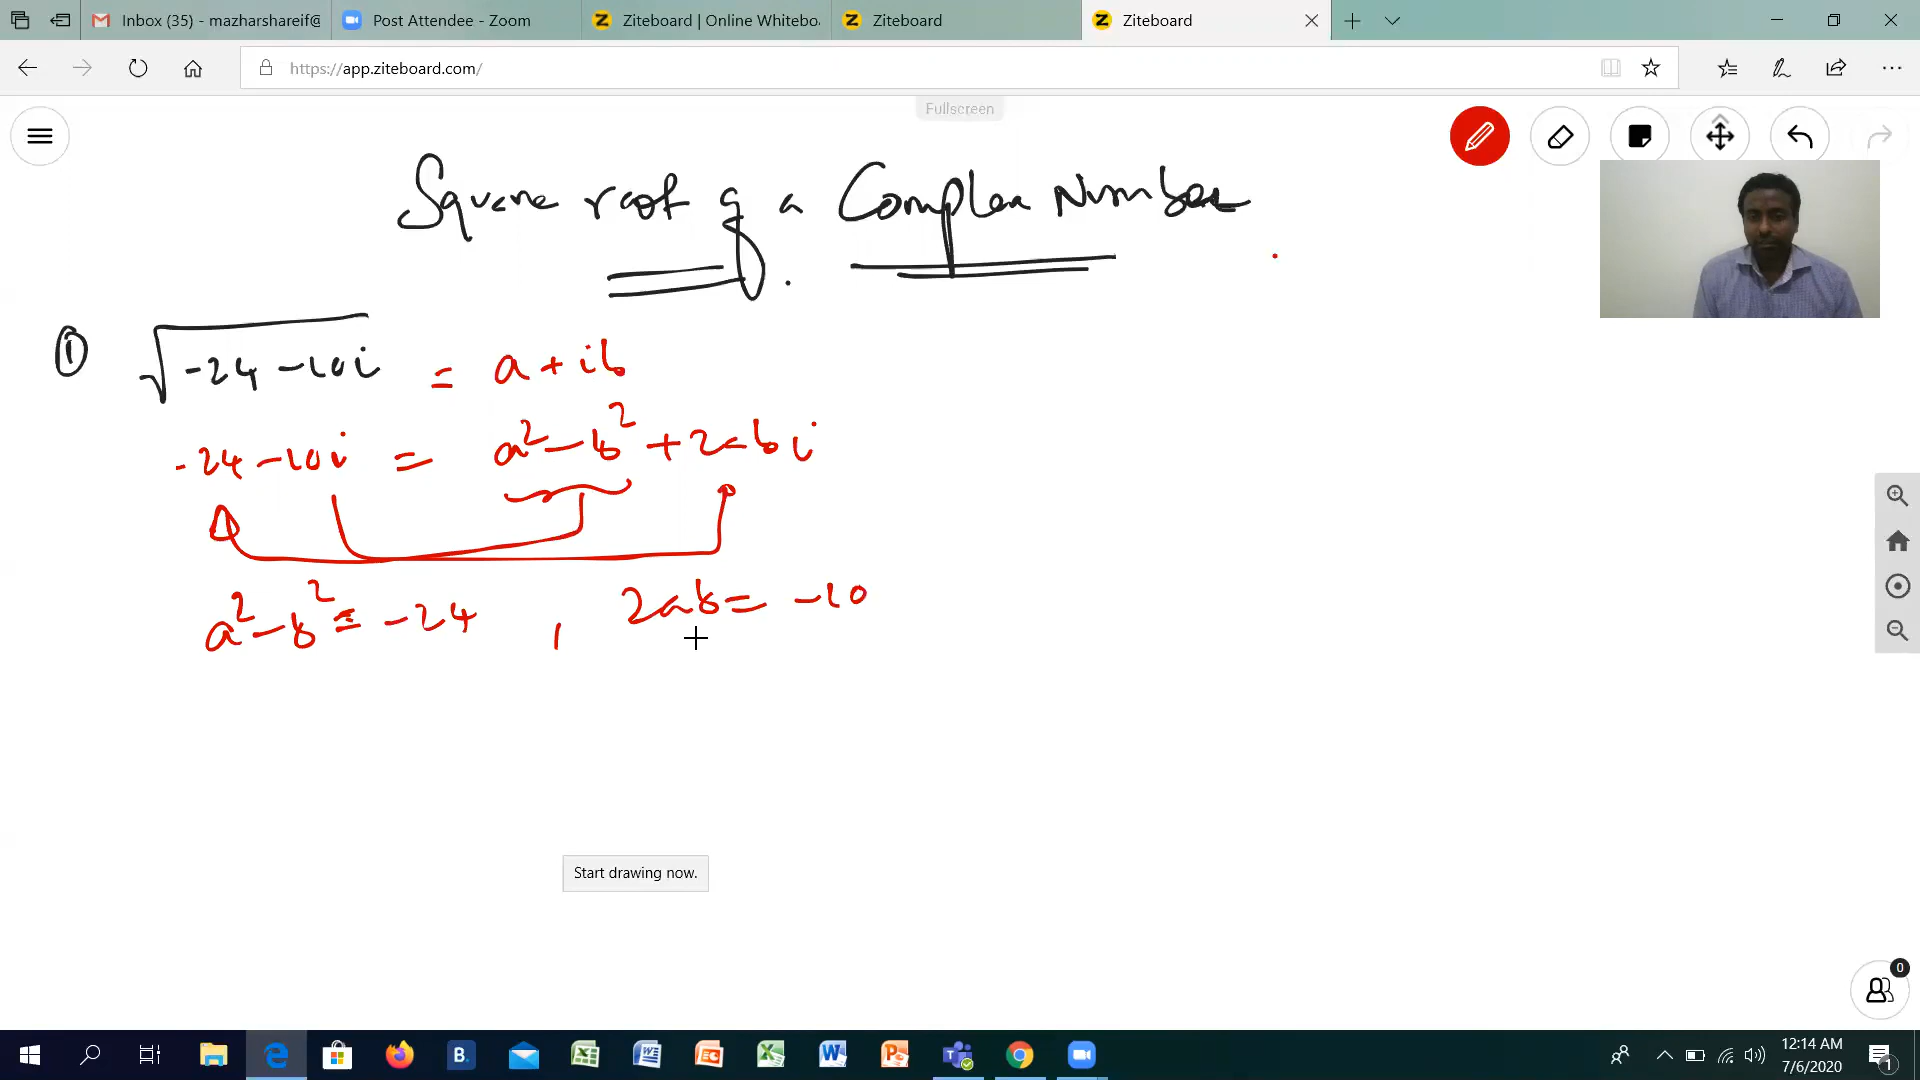 Inbox (35) - mazharshareif@
Post Attendee - Zoom
Ziteboard | Online Whitebo
Ziteboard
Ziteboard
https://app.ziteboard.com/
Fullscreen
Square root of a Complex Number
① √-24-10i = a+ib
-24-10i = a²-b²+2abi
a²-b² = -24 , 2ab = -10
Start drawing now.
0
12:14 AM
7/6/2020
1